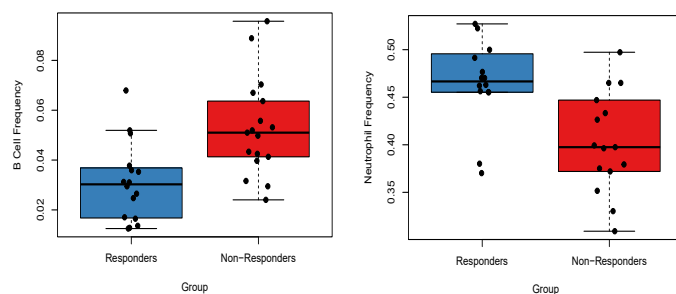 B Cell Frequency
0.08
0.06
0.04
0.02
Responders
Non-Responders
Group
Neutrophil Frequency
0.50
0.45
0.40
0.35
Responders
Non-Responders
Group